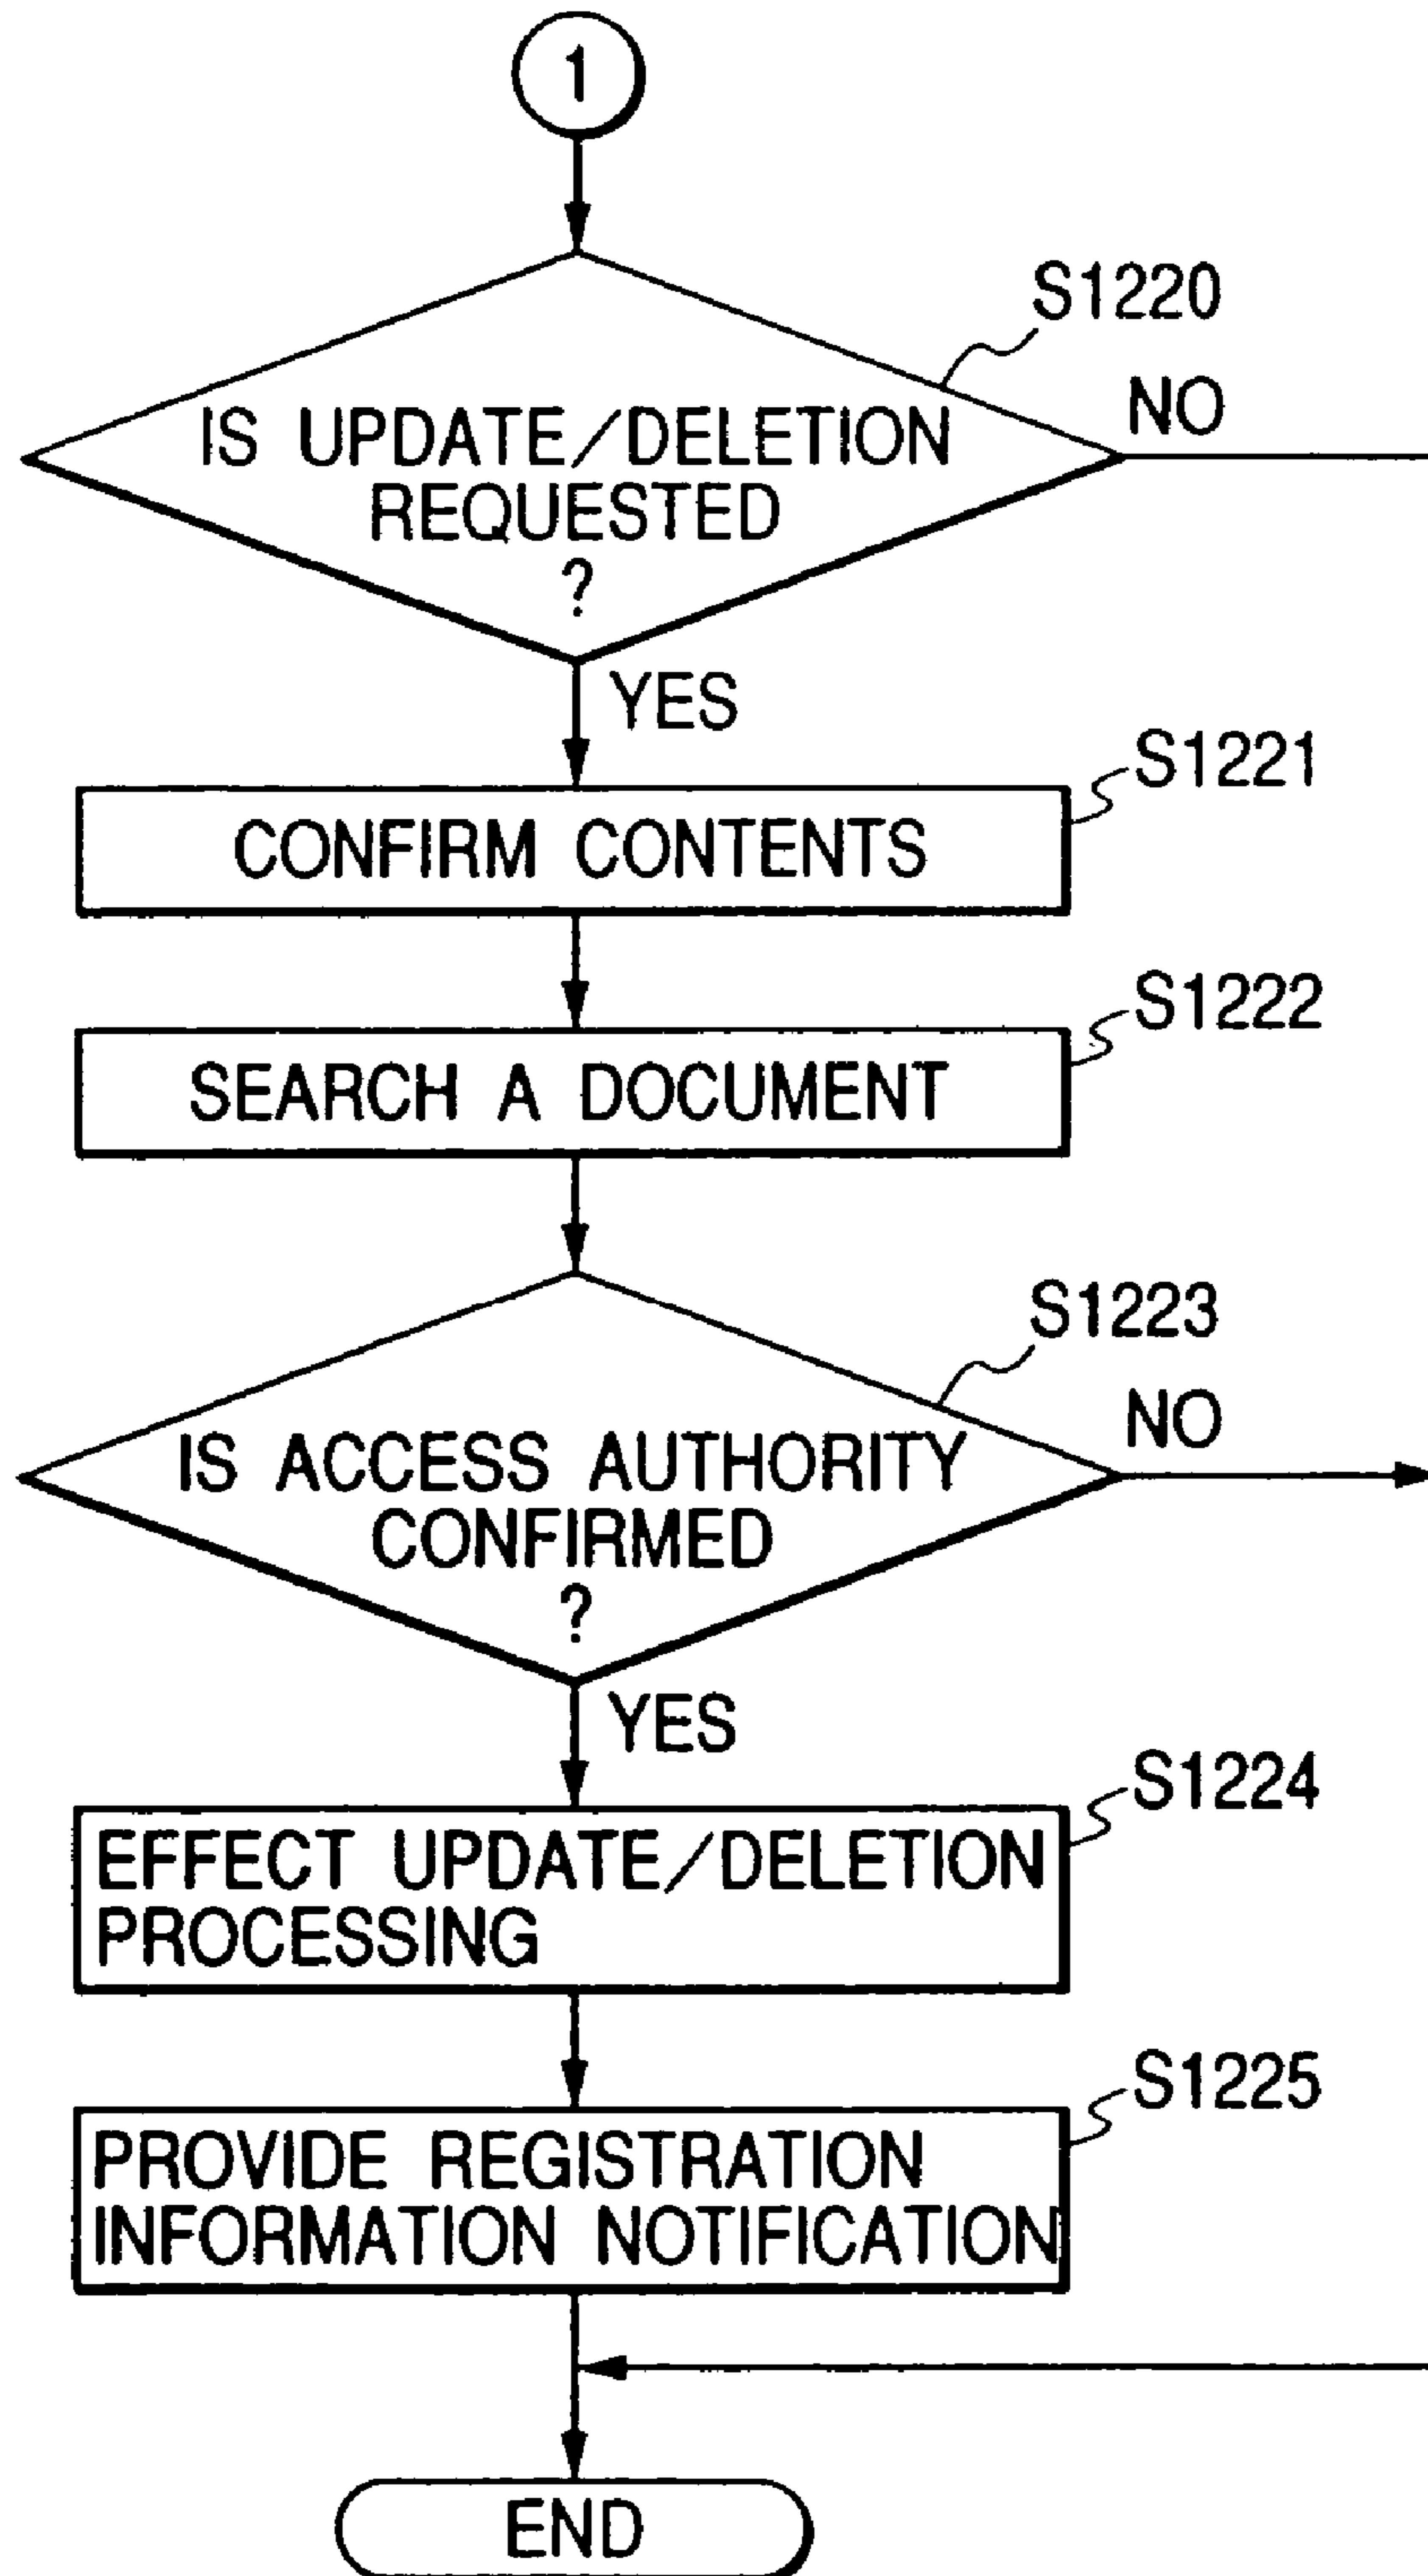 1
S1220
NO
IS UPDATE/DELETION
REQUESTED
?
YES
S1221
CONFIRM CONTENTS
S1222
SEARCH A DOCUMENT
S1223
NO
IS ACCESS AUTHORITY
CONFIRMED
?
YES
S1224
EFFECT UPDATE/DELETION
PROCESSING
S1225
PROVIDE REGISTRATION
INFORMATION NOTIFICATION
END